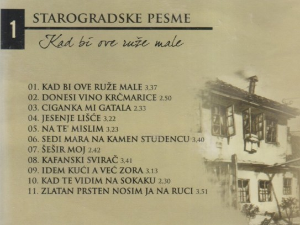 1 STAROGRADSKE PESME
Kad bi ove ruže male
01. KAD BI OVE RUŽE MALE 3,37
02. DONESI VINO KRČMARICE 2,50
03. CIGANKA MI GATALA 2,33
04. JESENJE LIŠĆE 3,22
05. NA TE' MISLIM 3,23
06. SEDI MARA NA KAMEN STUDENCU 3,40
07. ŠEŠIR MOJ 2,42
08. KAFANSKI SVIRAČ 3,41
09. IDEM KUĆI A VEĆ ZORA 3,13
10. KAD TE VIDIM NA SOKAKU 2,30
11. ZLATAN PRSTEN NOSIM JA NA RUCI 3,51